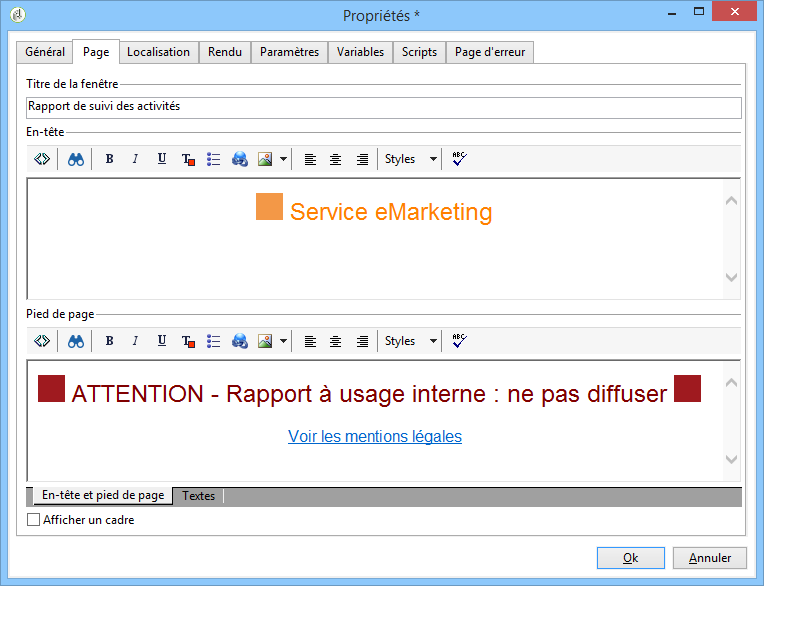 Propriétés *
Général Page Localisation Rendu Paramètres Variables Scripts Page d'erreur
Titre de la fenêtre
Rapport de suivi des activités
En-tête
B I U T Styles ABC
Service eMarketing
Pied de page
B I U T Styles ABC
ATTENTION - Rapport à usage interne : ne pas diffuser
Voir les mentions légales
En-tête et pied de page Textes
Afficher un cadre
Ok Annuler